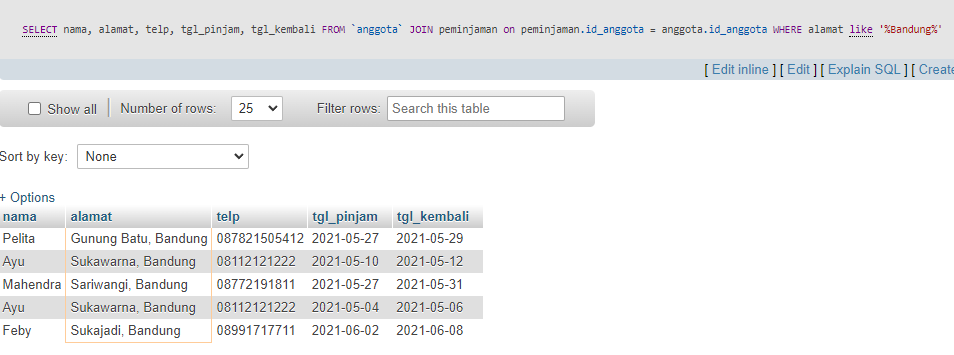 SELECT nama, alamat, telp, tgl_pinjam, tgl_kembali FROM `anggota` JOIN peminjaman on peminjaman.id_anggota = anggota.id_anggota WHERE alamat like '%Bandung%'
[ Edit inline ] [ Edit ] [ Explain SQL ] [ Create
Show all Number of rows: 25 Filter rows: Search this table
Sort by key: None
+ Options
nama alamat telp tgl_pinjam tgl_kembali
Pelita Gunung Batu, Bandung 087821505412 2021-05-27 2021-05-29
Ayu Sukawarna, Bandung 08112121222 2021-05-10 2021-05-12
Mahendra Sariwangi, Bandung 08772191811 2021-05-27 2021-05-31
Ayu Sukawarna, Bandung 08112121222 2021-05-04 2021-05-06
Feby Sukajadi, Bandung 08991717711 2021-06-02 2021-06-08